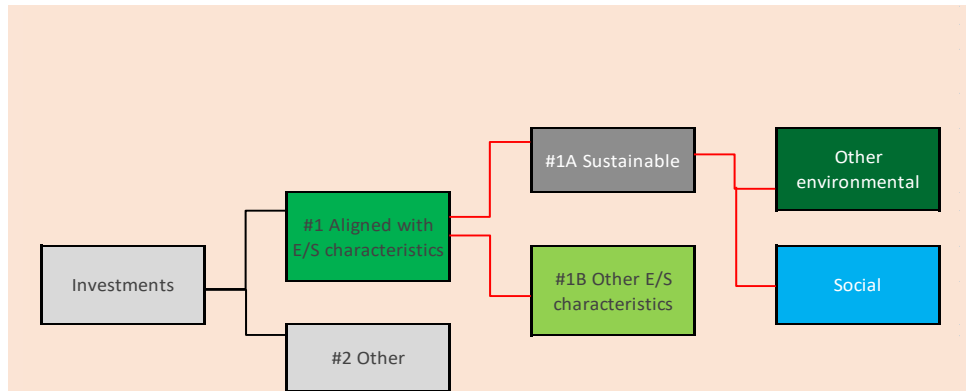 #1A Sustainable
Other
environmental
#1 Aligned with
E/S characteristics
Investments
#1B Other E/S
characteristics
Social
#2 Other